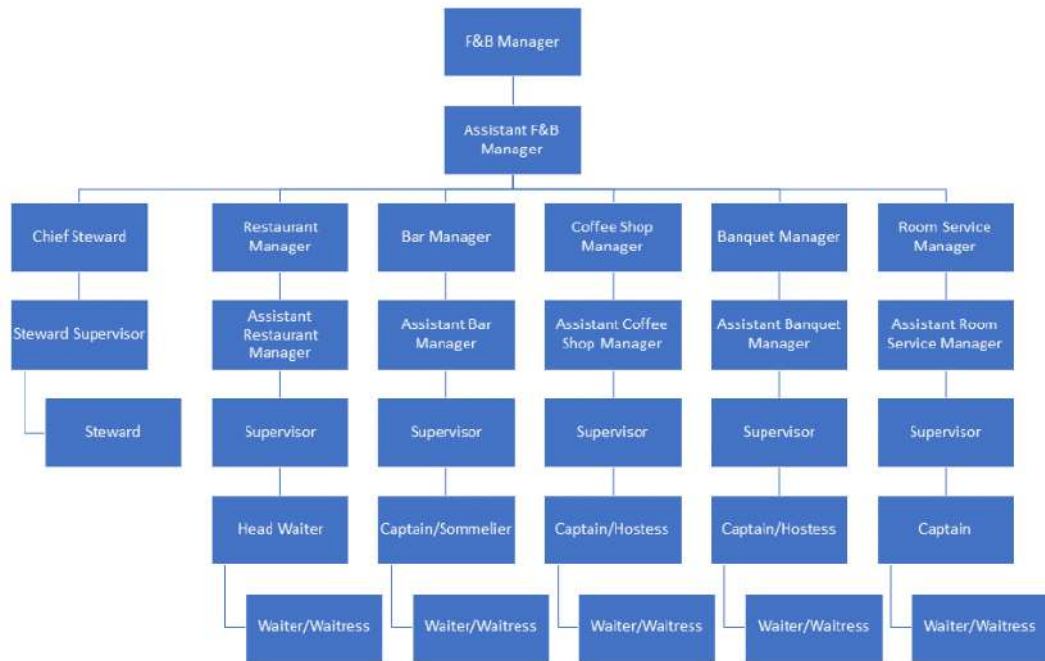 F&B Manager
Assistant F&B
Manager
Chief Steward
Restaurant
Manager
Bar Manager
Coffee Shop
Manager
Banquet Manager
Room Service
Manager
Steward Supervisor
Assistant
Restaurant
Manager
Assistant Bar
Manager
Assistant Coffee
Shop Manager
Assistant Banquet
Manager
Assistant Room
Service Manager
Steward
Supervisor
Supervisor
Supervisor
Supervisor
Supervisor
Head Waiter
Captain/Sommelier
Captain/Hostess
Captain/Hostess
Captain
Waiter/Waitress
Waiter/Waitress
Waiter/Waitress
Waiter/Waitress
Waiter/Waitress